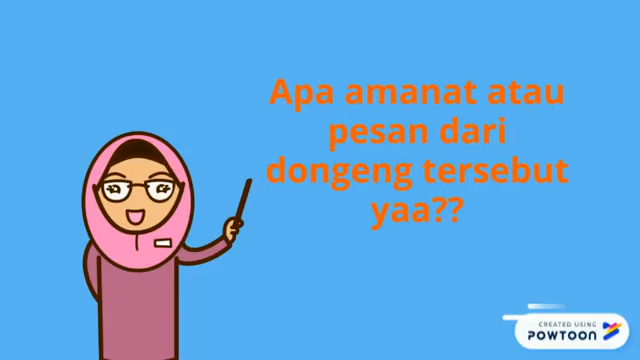 Apa amanat atau
pesan dari
dongeng tersebut
yaa??
CREATED USING
POWTOON